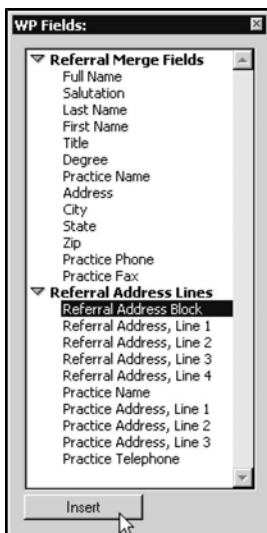 WP Fields:
Referral Merge Fields
Full Name
Salutation
Last Name
First Name
Title
Degree
Practice Name
Address
City
State
Zip
Practice Phone
Practice Fax
Referral Address Lines
Referral Address Block
Referral Address, Line 1
Referral Address, Line 2
Referral Address, Line 3
Referral Address, Line 4
Practice Name
Practice Address, Line 1
Practice Address, Line 2
Practice Address, Line 3
Practice Telephone
Insert